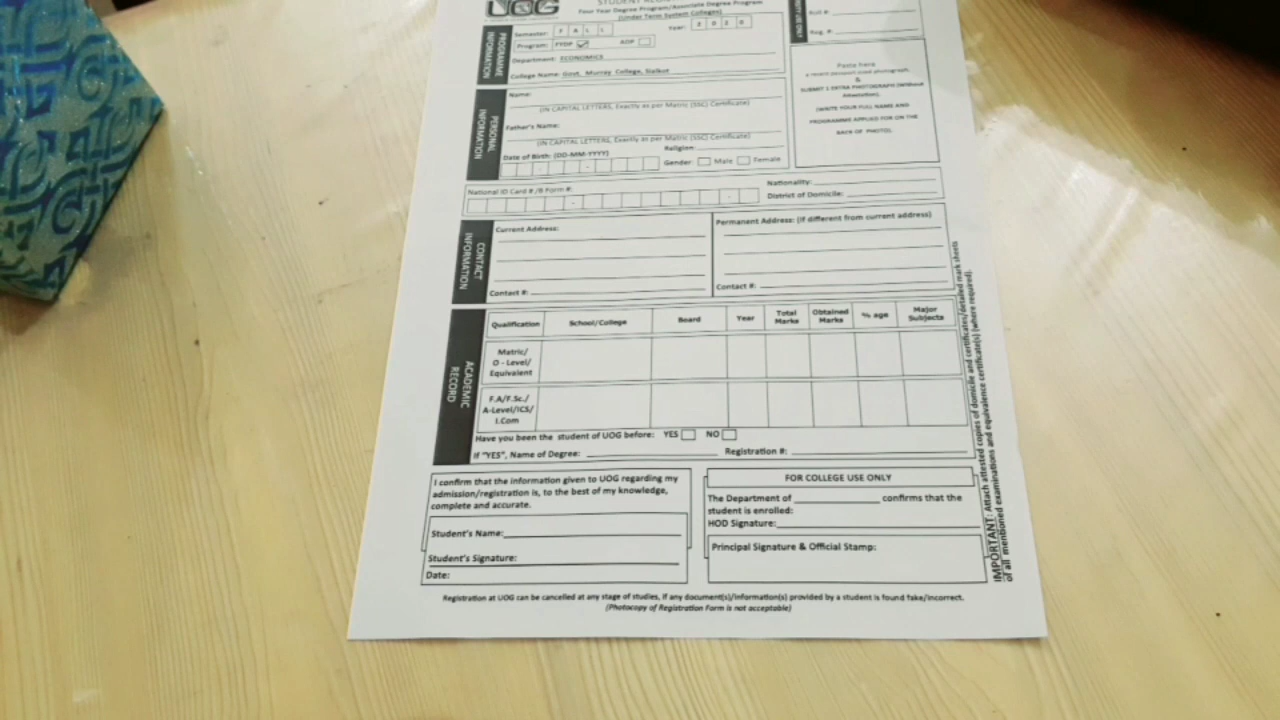 UOG
STUDENT
Four Year Degree Program/Associate Degree Program
(Under Term System Colleges)
PROGRAMME INFORMATION
Semester: F A L L
Year: 2 0 2 0
Program: FYDP ADP
Department: ECONOMICS
College Name: Govt. Murray College, Sialkot
USE ONLY
Roll #:
Reg. #:
Paste here
a recent passport sized photograph.
&
SUBMIT 1 EXTRA PHOTOGRAPH (Without
Attestation).
(WRITE YOUR FULL NAME AND
PROGRAMME APPLIED FOR ON THE
BACK OF PHOTO).
PERSONAL INFORMATION
Name:
(IN CAPITAL LETTERS, Exactly as per Matric (SSC) Certificate)
Father's Name:
(IN CAPITAL LETTERS, Exactly as per Matric (SSC) Certificate)
Date of Birth: (DD-MM-YYYY)
Religion:
Gender: Male Female
National ID Card # /B Form #:
Nationality:
District of Domicile:
CONTACT INFORMATION
Current Address:
Contact #:
Permanent Address: (if different from current address)
Contact #:
ACADEMIC RECORD
Qualification School/College Board Year Total Marks Obtained Marks % age Major Subjects
Matric/
O - Level/
Equivalent
F.A/F.Sc./
A-Level/ICS/
I.Com
Have you been the student of UOG before: YES NO
If "YES", Name of Degree: Registration #:
I confirm that the information given to UOG regarding my
admission/registration is, to the best of my knowledge,
complete and accurate.
Student's Name:
Student's Signature:
Date:
FOR COLLEGE USE ONLY
The Department of confirms that the
student is enrolled:
HOD Signature:
Principal Signature & Official Stamp:
IMPORTANT: Attach attested copies of domicile and certificates/detailed mark sheets
of all mentioned examinations and equivalence certificate(s) (where required).
Registration at UOG can be cancelled at any stage of studies, if any document(s)/information(s) provided by a student is found fake/incorrect.
(Photocopy of Registration Form is not acceptable)